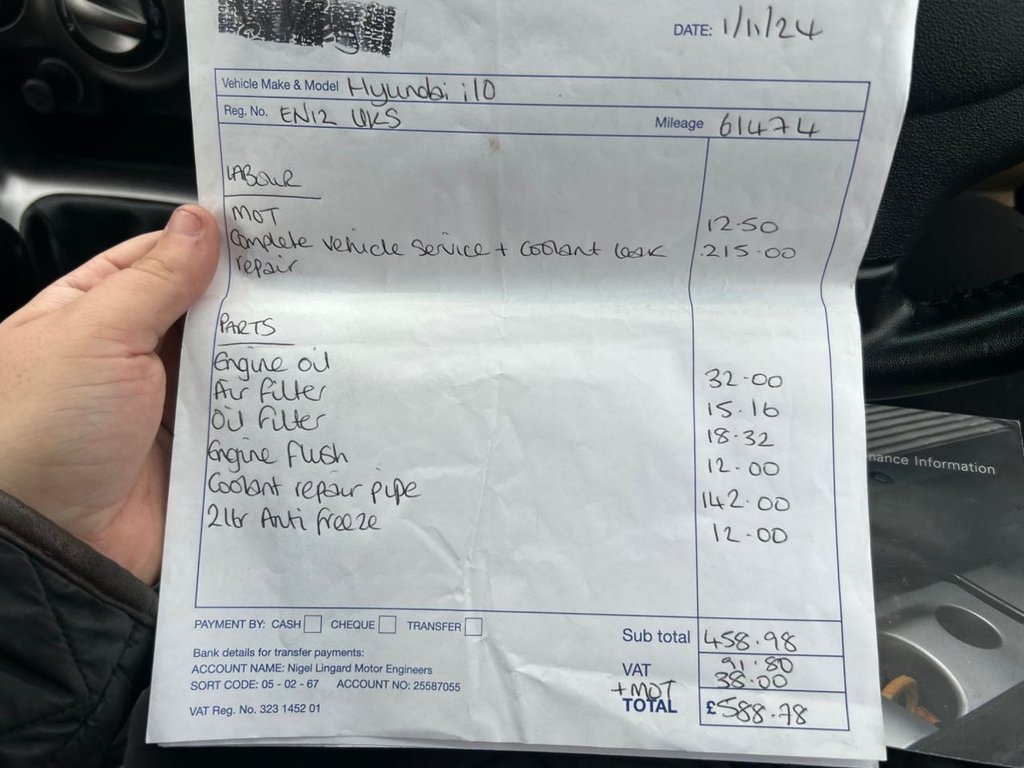 DATE: 1/11/24
Vehicle Make & Model Hyundai i10
Reg. No. EN12 UKS Mileage 61474
LABOUR
MOT 12.50
Complete vehicle service + coolant leak 215.00
repair
PARTS
Engine oil 32.00
Air filter 15.16
Oil filter 18.32
Engine flush 12.00
Coolant repair pipe 142.00
2ltr Anti freeze 12.00
nance Information
PAYMENT BY: CASH CHEQUE TRANSFER
Sub total 458.98
Bank details for transfer payments:
ACCOUNT NAME: Nigel Lingard Motor Engineers
SORT CODE: 05 - 02 - 67 ACCOUNT NO: 25587055
VAT Reg. No. 323 1452 01
VAT 91.80
+ MOT 38.00
TOTAL £588.78